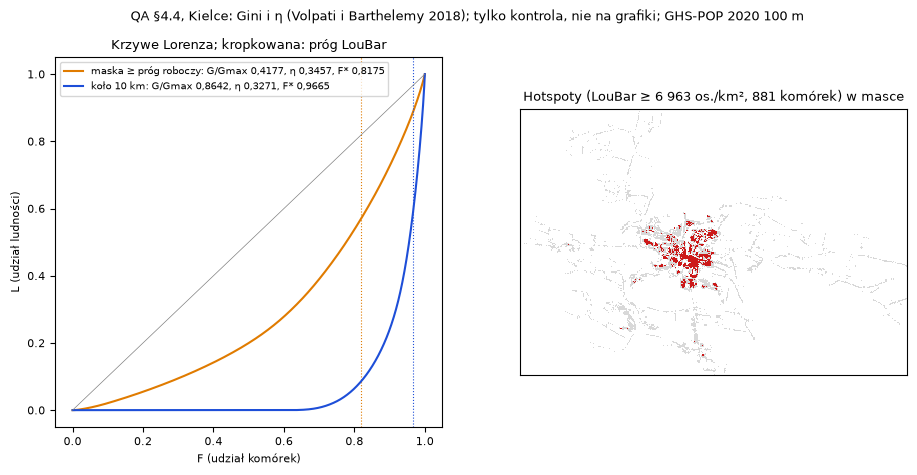 QA §4.4, Kielce: Gini i η (Volpati i Barthelemy 2018); tylko kontrola, nie na grafiki; GHS-POP 2020 100 m
Krzywe Lorenza; kropkowana: próg LouBar
maska ≥ próg roboczy: G/Gmax 0,4177, η 0,3457, F* 0,8175
koło 10 km: G/Gmax 0,8642, η 0,3271, F* 0,9665
1.0
0.8
0.6
0.4
0.2
0.0
L (udział ludności)
0.0 0.2 0.4 0.6 0.8 1.0
F (udział komórek)
Hotspoty (LouBar ≥ 6 963 os./km², 881 komórek) w masce